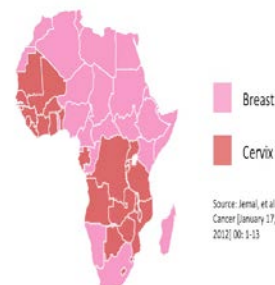 Breast
Cervix
Source: Jemal, et al
Cancer [January 17,
2012] 00: 1-13